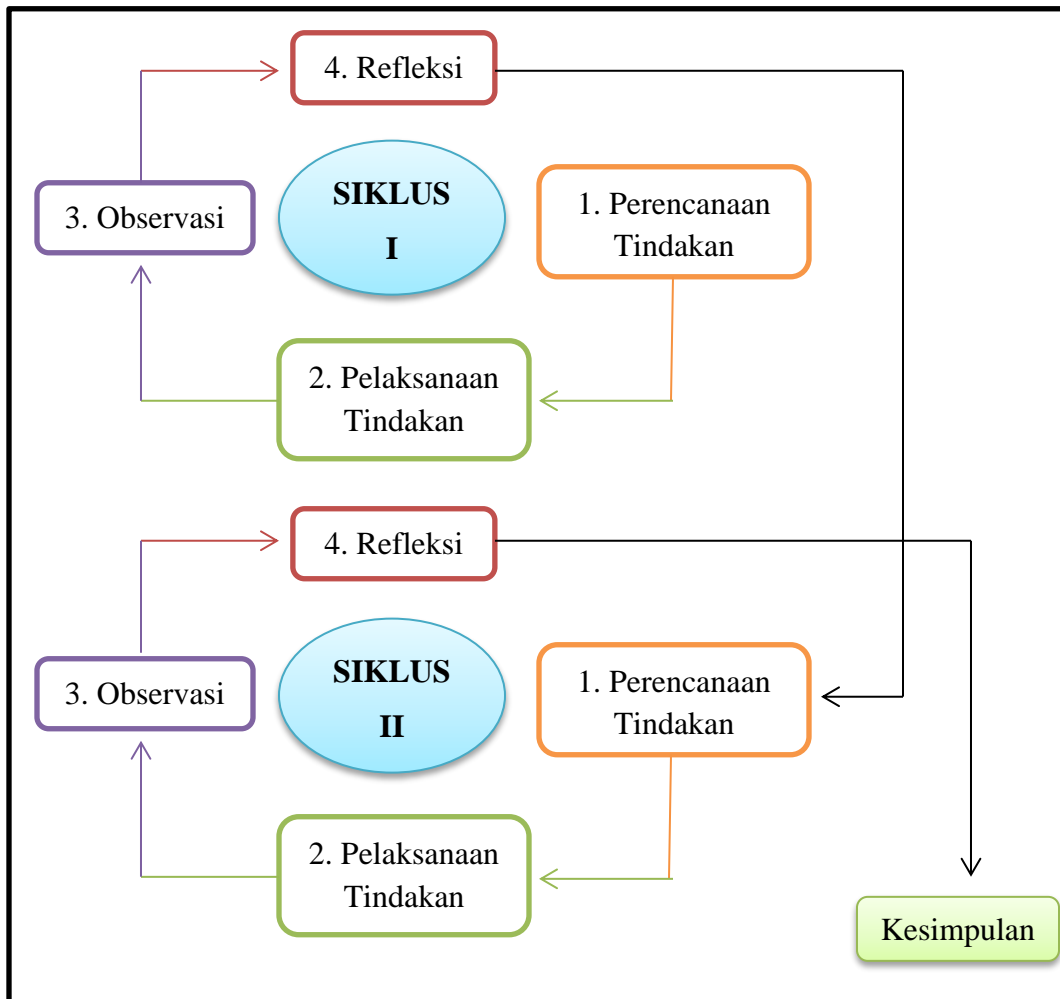 4. Refleksi
SIKLUS
I
1. Perencanaan
Tindakan
3. Observasi
2. Pelaksanaan
Tindakan
4. Refleksi
SIKLUS
II
1. Perencanaan
Tindakan
3. Observasi
2. Pelaksanaan
Tindakan
Kesimpulan